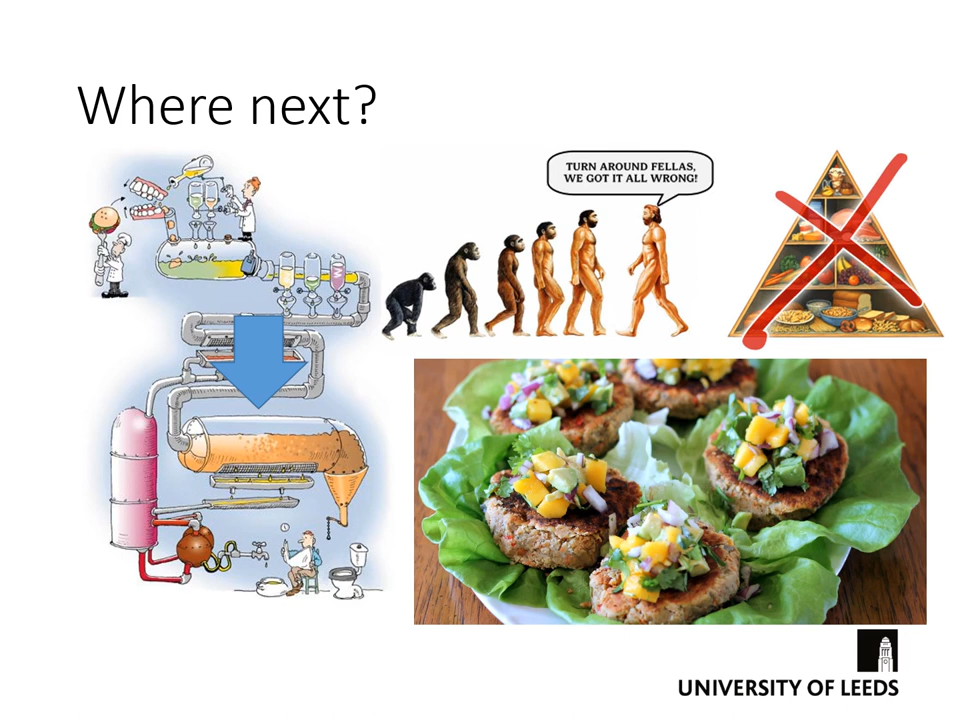 Where next?
TURN AROUND FELLAS,
WE GOT IT ALL WRONG!
UNIVERSITY OF LEEDS